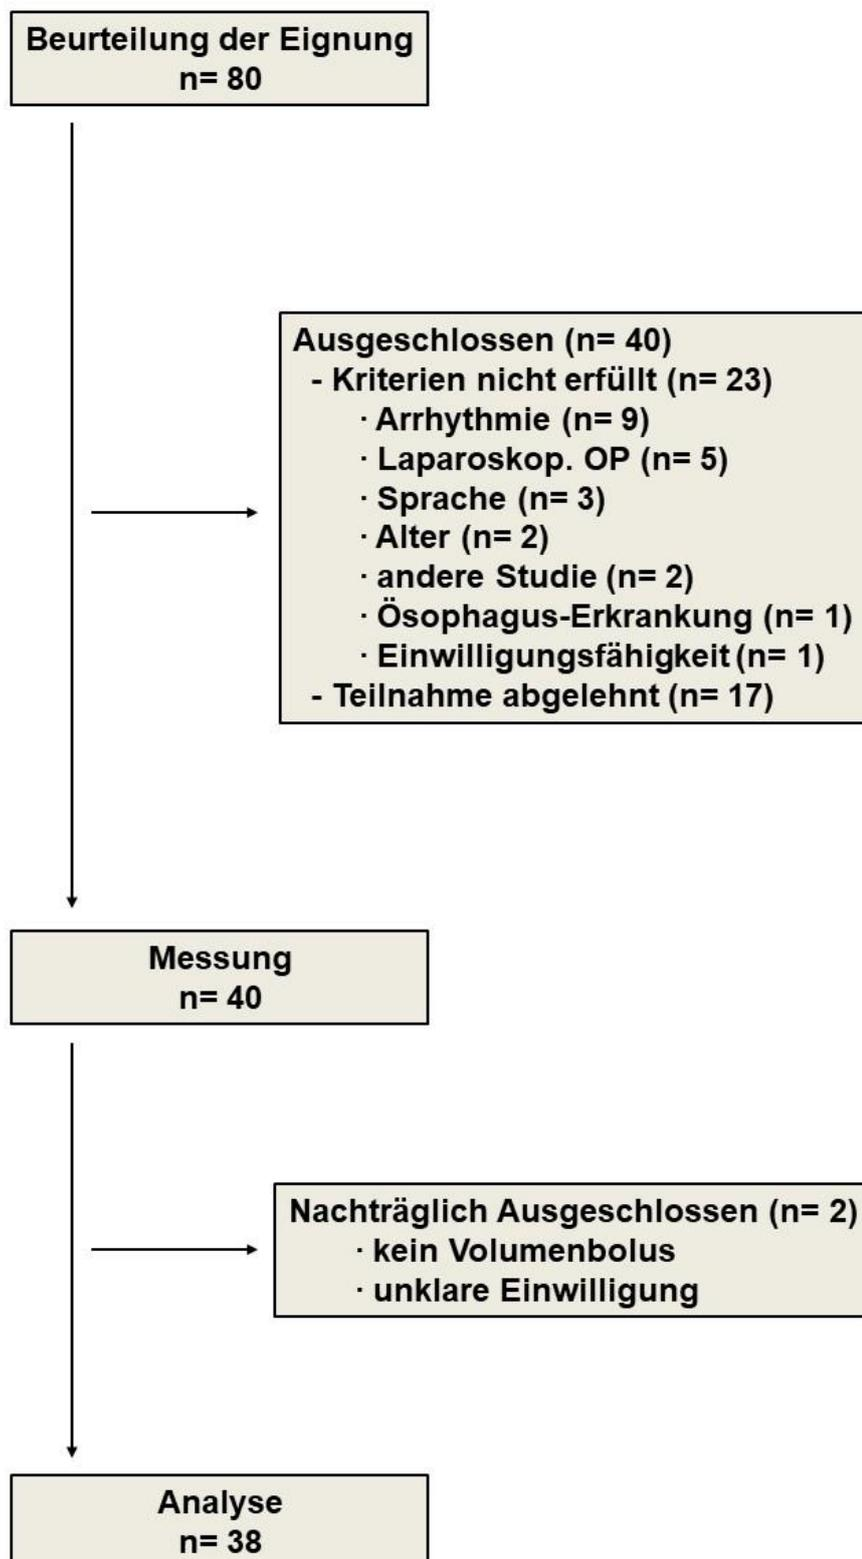 Beurteilung der Eignung
n= 80
Ausgeschlossen (n= 40)
- Kriterien nicht erfüllt (n= 23)
· Arrhythmie (n= 9)
· Laparoskop. OP (n= 5)
· Sprache (n= 3)
· Alter (n= 2)
· andere Studie (n= 2)
· Ösophagus-Erkrankung (n= 1)
· Einwilligungsfähigkeit (n= 1)
- Teilnahme abgelehnt (n= 17)
Messung
n= 40
Nachträglich Ausgeschlossen (n= 2)
· kein Volumenbolus
· unklare Einwilligung
Analyse
n= 38